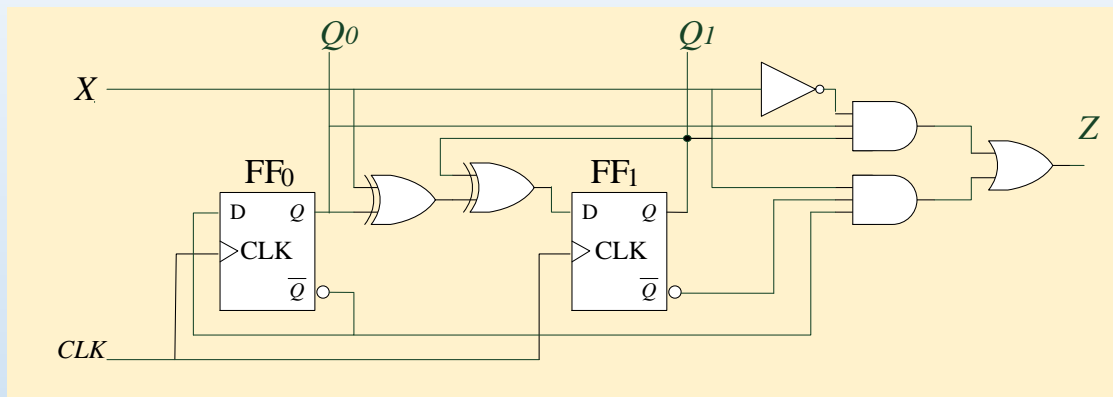 Q0 Q1
X
Z
FF0 FF1
D Q D Q
CLK CLK
Q̅ Q̅
CLK